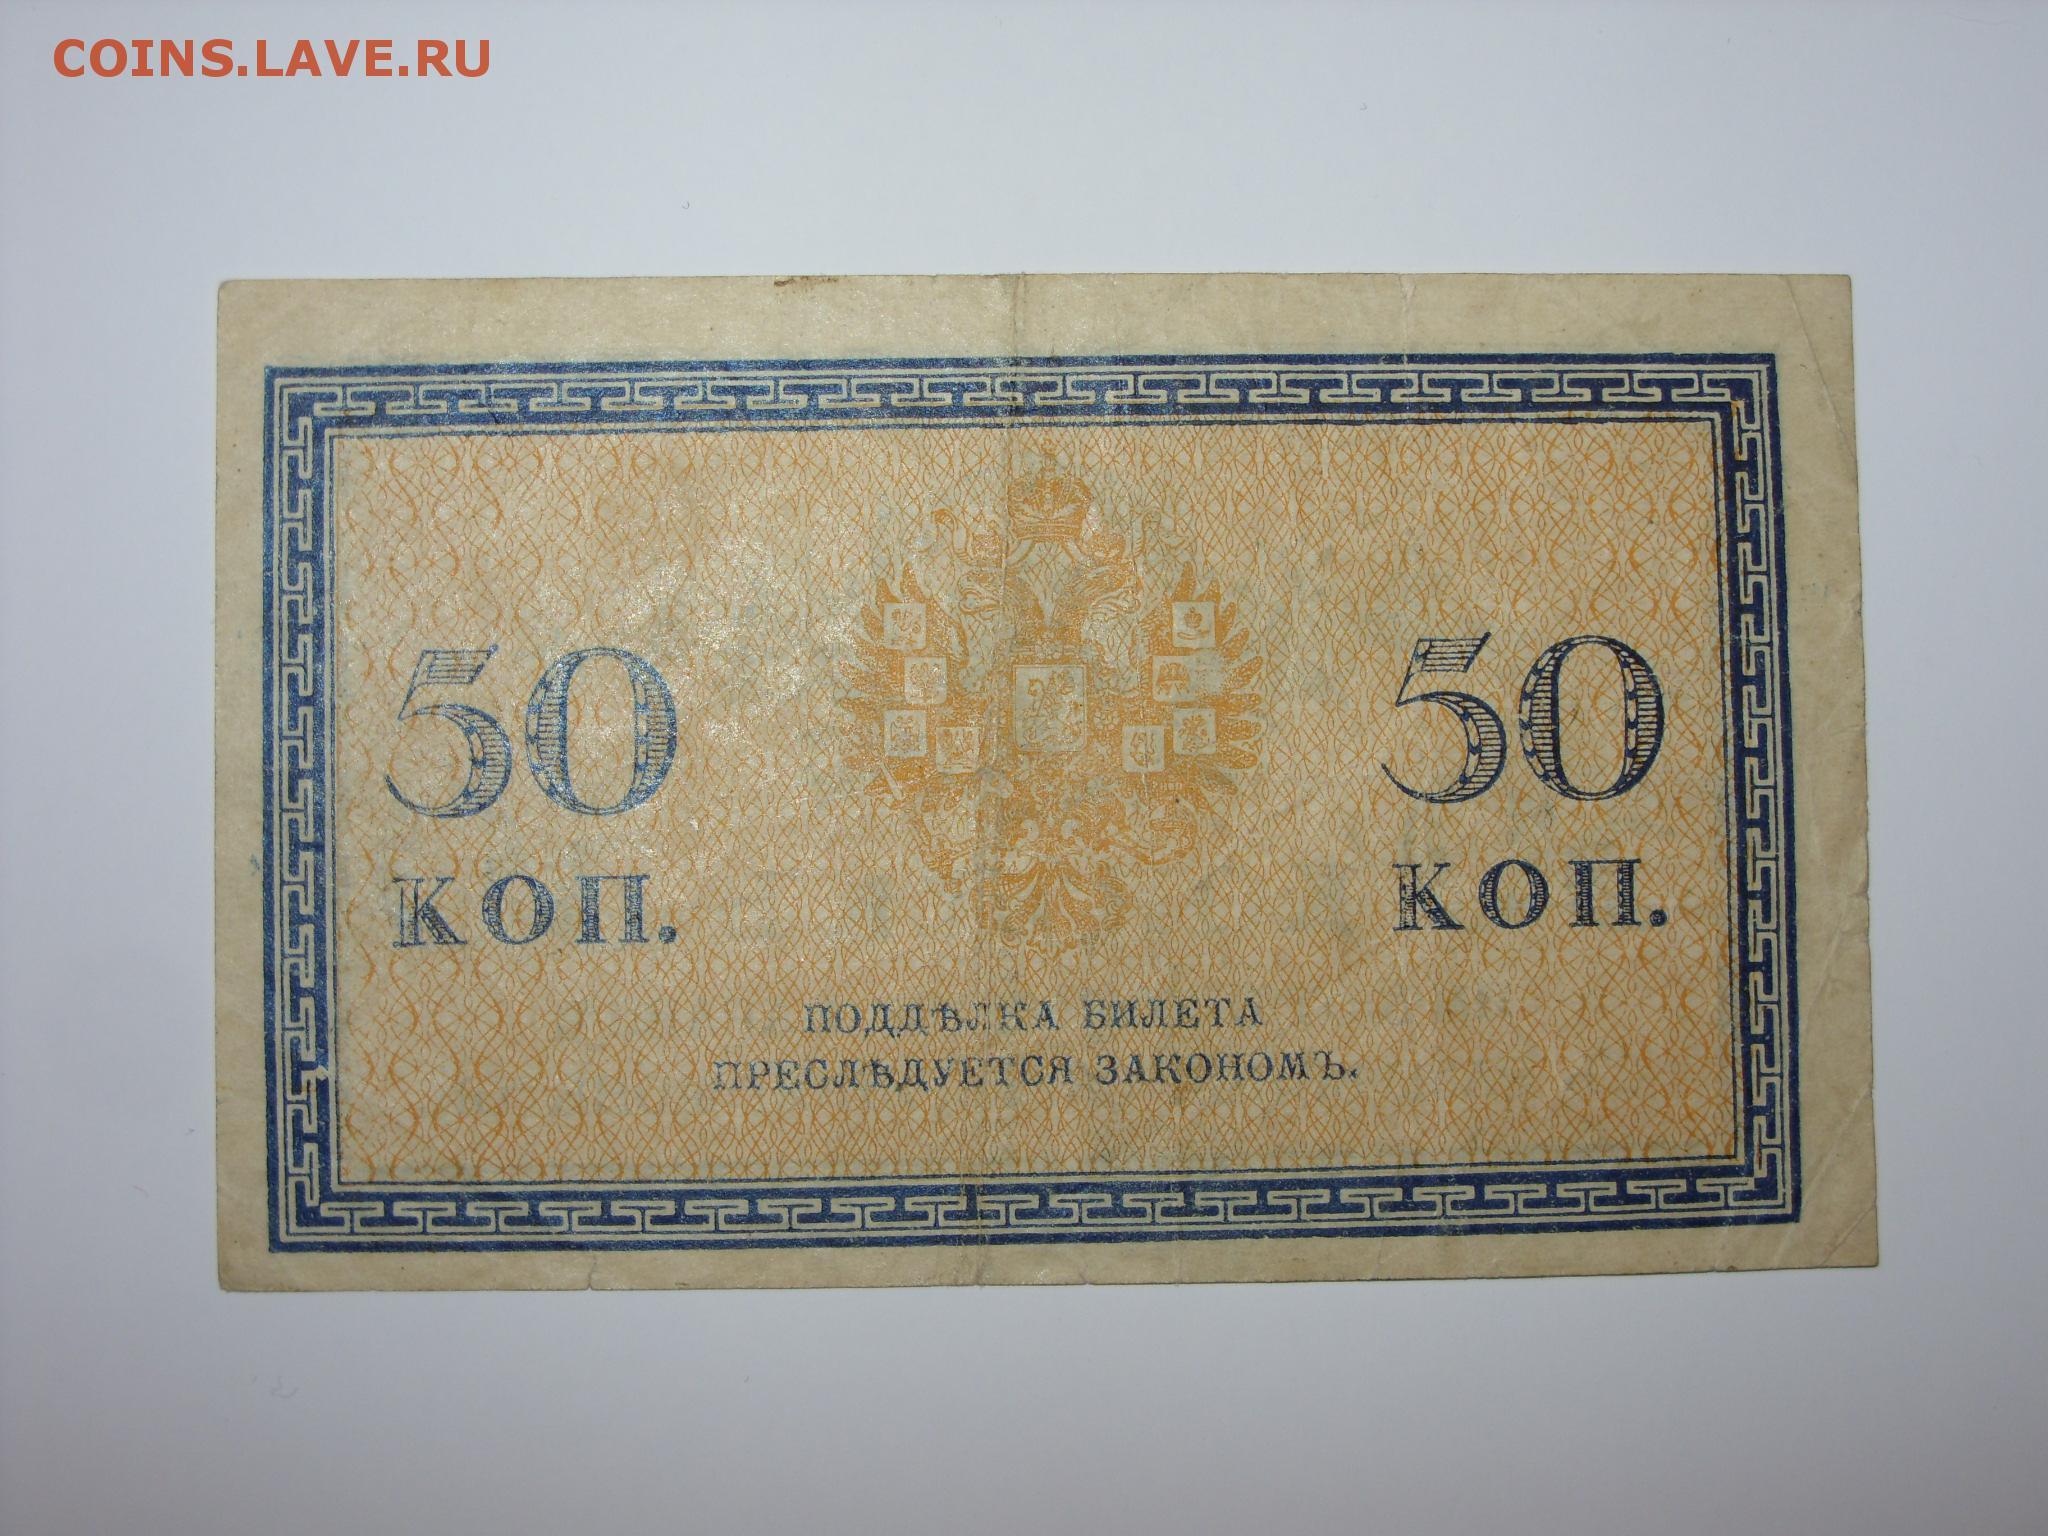 COINS.LAVE.RU
50 50
КОП. КОП.
ПОДДѢЛКА БИЛЕТА
ПРЕСЛѢДУЕТСЯ ЗАКОНОМЪ.